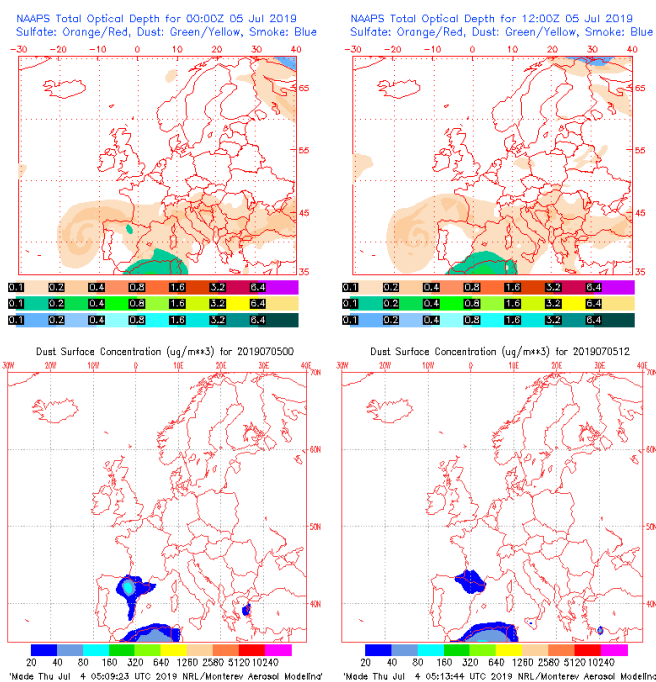 NAAPS Total Optical Depth for 00:00Z 05 Jul 2019
Sulfate: Orange/Red, Dust: Green/Yellow, Smoke: Blue
-30 -20 -10 0 10 20 30 40
65
55
45
35
0.1 0.2 0.4 0.8 1.6 3.2 6.4
0.1 0.2 0.4 0.8 1.6 3.2 6.4
0.1 0.2 0.4 0.8 1.6 3.2 6.4
NAAPS Total Optical Depth for 12:00Z 05 Jul 2019
Sulfate: Orange/Red, Dust: Green/Yellow, Smoke: Blue
-30 -20 -10 0 10 20 30 40
65
55
45
35
0.1 0.2 0.4 0.8 1.6 3.2 6.4
0.1 0.2 0.4 0.8 1.6 3.2 6.4
0.1 0.2 0.4 0.8 1.6 3.2 6.4
Dust Surface Concentration (ug/m**3) for 2019070500
30W 20W 10W 0 10E 20E 30E 40E
70N
60N
50N
40N
20 40 80 160 320 640 1280 2580 5120 10240
'Made Thu Jul 4 05:09:23 UTC 2019 NRL/Monterey Aerosol Modeling'
Dust Surface Concentration (ug/m**3) for 2019070512
30W 20W 10W 0 10E 20E 30E 40E
70N
60N
50N
40N
20 40 80 160 320 640 1280 2580 5120 10240
'Made Thu Jul 4 05:13:44 UTC 2019 NRL/Monterey Aerosol Modeling'